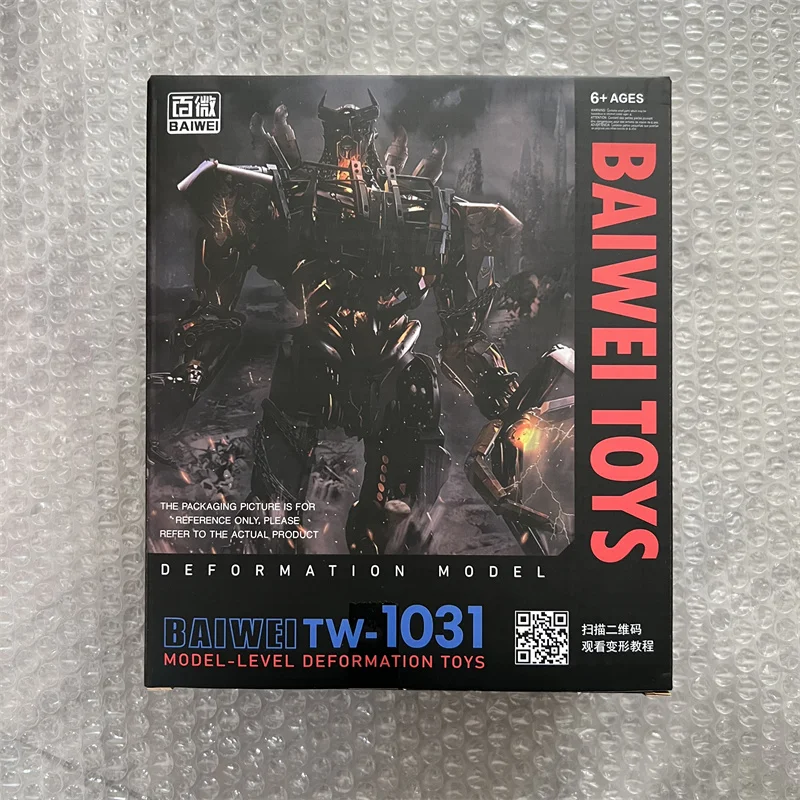 百微
BAIWEI
6+ AGES
BAIWEI TOYS
THE PACKAGING PICTURE IS FOR
REFERENCE ONLY, PLEASE
REFER TO THE ACTUAL PRODUCT
DEFORMATION MODEL
BAIWEI TW-1031
MODEL-LEVEL DEFORMATION TOYS
扫描二维码
观看变形教程